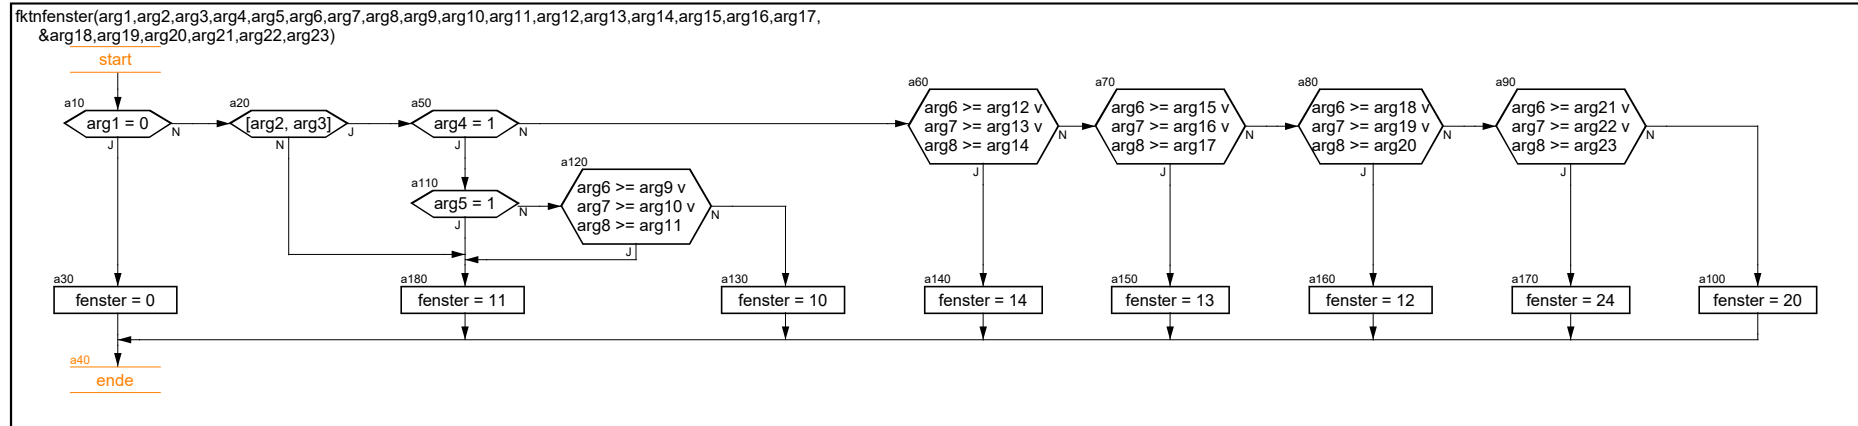 fktnfenster(arg1,arg2,arg3,arg4,arg5,arg6,arg7,arg8,arg9,arg10,arg11,arg12,arg13,arg14,arg15,arg16,arg17,
&arg18,arg19,arg20,arg21,arg22,arg23)
start
a10
arg1 = 0
N
J
a20
[arg2, arg3]
J
N
a50
arg4 = 1
N
J
a60
arg6 >= arg12 v
arg7 >= arg13 v
arg8 >= arg14
N
J
a70
arg6 >= arg15 v
arg7 >= arg16 v
arg8 >= arg17
N
J
a80
arg6 >= arg18 v
arg7 >= arg19 v
arg8 >= arg20
N
J
a90
arg6 >= arg21 v
arg7 >= arg22 v
arg8 >= arg23
N
J
a110
arg5 = 1
N
J
a120
arg6 >= arg9 v
arg7 >= arg10 v
arg8 >= arg11
N
J
a30
fenster = 0
a180
fenster = 11
a130
fenster = 10
a140
fenster = 14
a150
fenster = 13
a160
fenster = 12
a170
fenster = 24
a100
fenster = 20
a40
ende